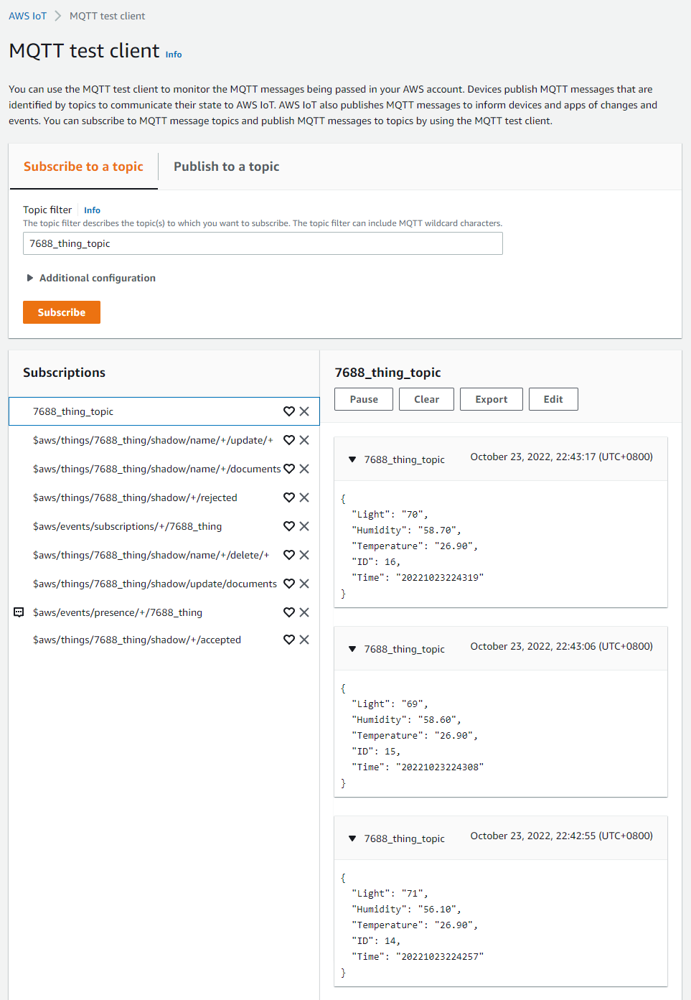 AWS IoT > MQTT test client
MQTT test client Info
You can use the MQTT test client to monitor the MQTT messages being passed in your AWS account. Devices publish MQTT messages that are
identified by topics to communicate their state to AWS IoT. AWS IoT also publishes MQTT messages to inform devices and apps of changes and
events. You can subscribe to MQTT message topics and publish MQTT messages to topics by using the MQTT test client.
Subscribe to a topic
Publish to a topic
Topic filter Info
The topic filter describes the topic(s) to which you want to subscribe. The topic filter can include MQTT wildcard characters.
7688_thing_topic
Additional configuration
Subscribe
Subscriptions
7688_thing_topic
$aws/things/7688_thing/shadow/name/+/update/+
$aws/things/7688_thing/shadow/name/+/documents
$aws/things/7688_thing/shadow/+/rejected
$aws/events/subscriptions/+/7688_thing
$aws/things/7688_thing/shadow/name/+/delete/+
$aws/things/7688_thing/shadow/update/documents
$aws/events/presence/+/7688_thing
$aws/things/7688_thing/shadow/+/accepted
7688_thing_topic
Pause Clear Export Edit
7688_thing_topic October 23, 2022, 22:43:17 (UTC+0800)
{
"Light": "70",
"Humidity": "58.70",
"Temperature": "26.90",
"ID": 16,
"Time": "20221023224319"
}
7688_thing_topic October 23, 2022, 22:43:06 (UTC+0800)
{
"Light": "69",
"Humidity": "58.60",
"Temperature": "26.90",
"ID": 15,
"Time": "20221023224308"
}
7688_thing_topic October 23, 2022, 22:42:55 (UTC+0800)
{
"Light": "71",
"Humidity": "56.10",
"Temperature": "26.90",
"ID": 14,
"Time": "20221023224257"
}